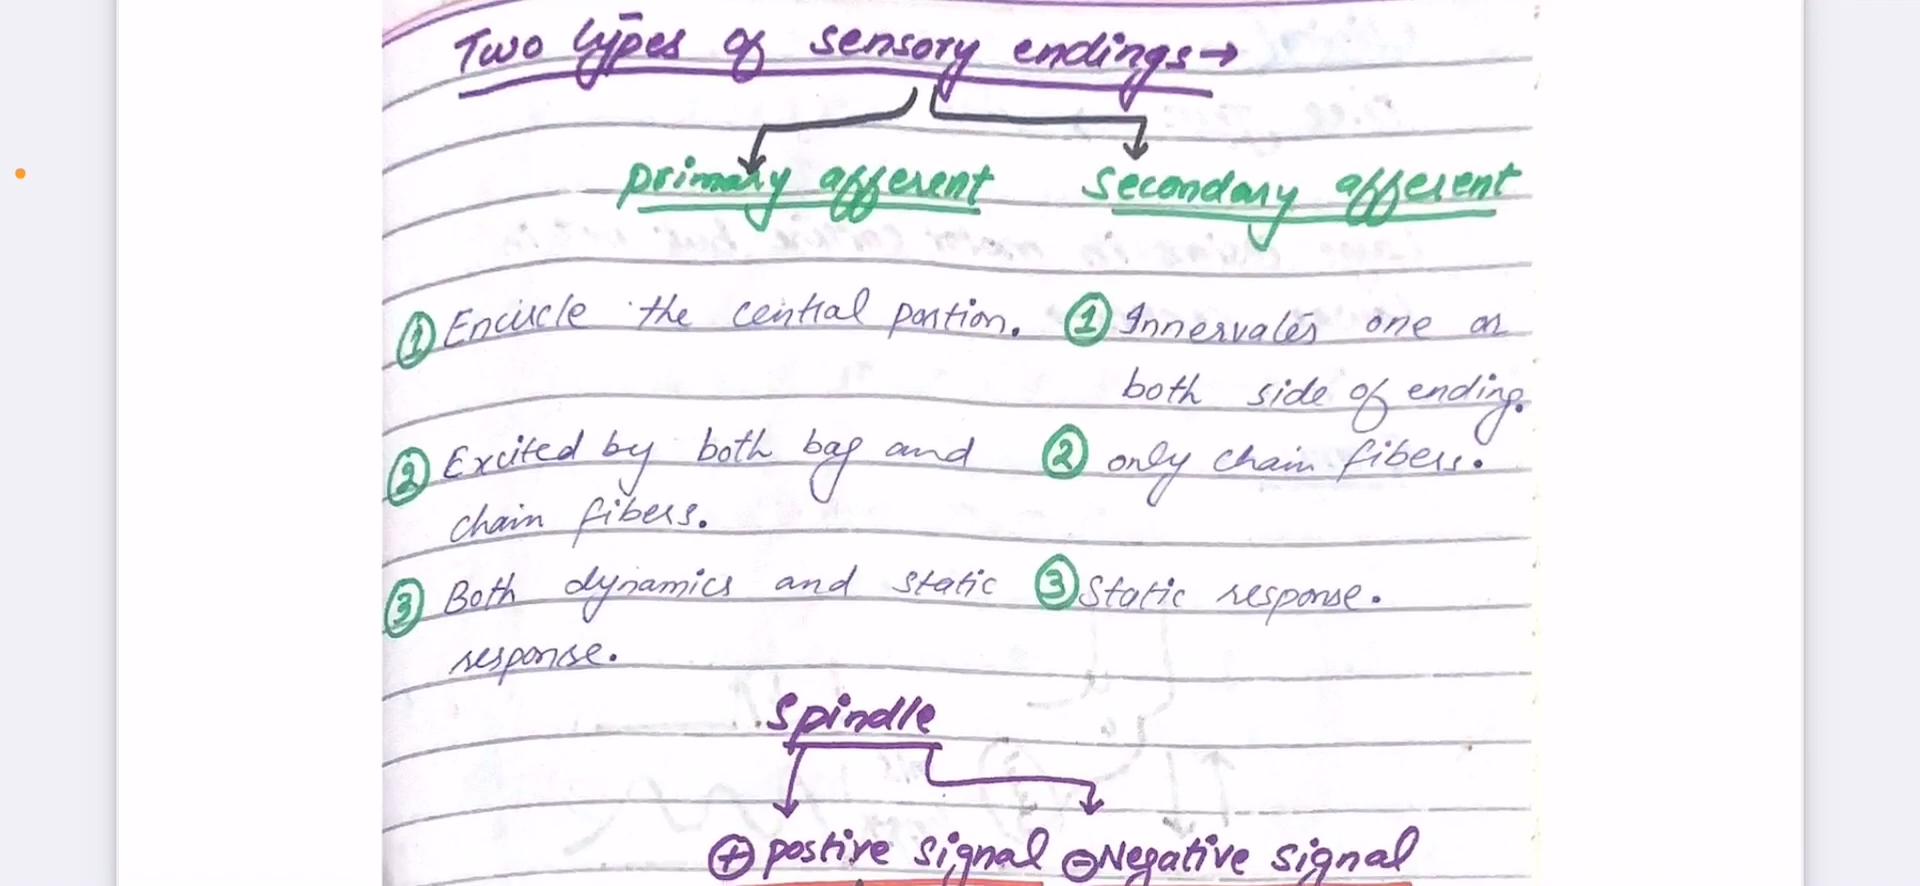 Two types of sensory endings→
primary afferent
secondary afferent
① Encircle the central portion.
② Excited by both bag and
chain fibers.
③ Both dynamics and static
response.
① Innervates one or
both side of ending.
② only chain fibers.
③ Static response.
Spindle
⊕ postive signal ⊖ Negative signal